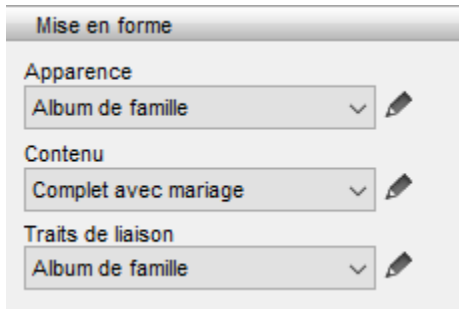 Mise en forme
Apparence
Album de famille
Contenu
Complet avec mariage
Traits de liaison
Album de famille